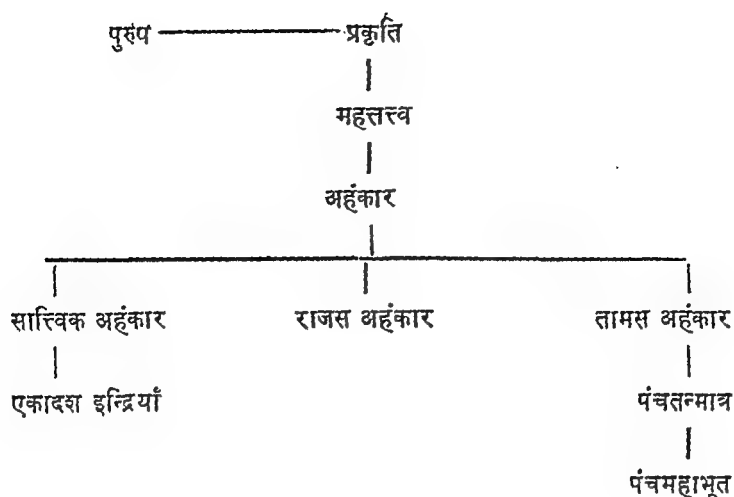 पुरुष प्रकृति
महत्तत्त्व
अहंकार
सात्त्विक अहंकार राजस अहंकार तामस अहंकार
एकादश इन्द्रियाँ पंचतन्मात्र
पंचमहाभूत